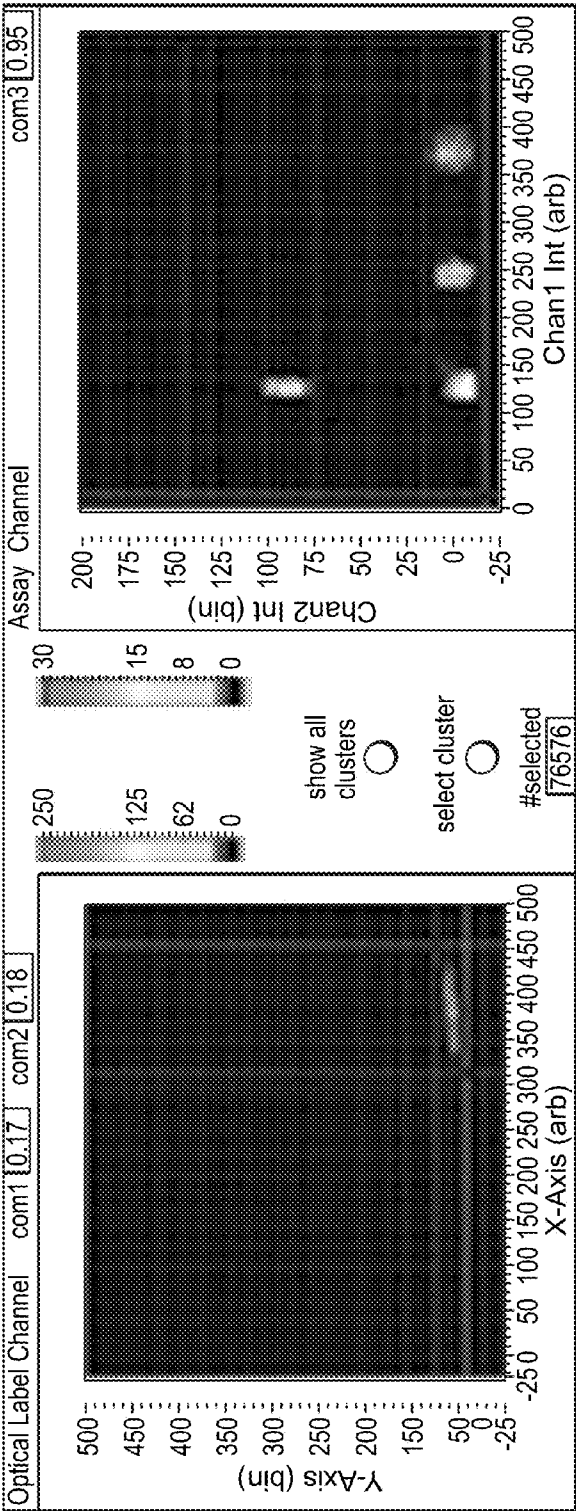 Optical Label Channel com1 0.17 com2 0.18
500
450
400
350
300
250
200
150
100
50
0
-25
Y-Axis (bin)
-25 0 50 100 150 200 250 300 350 400 450 500
X-Axis (arb)
250
125
62
0
30
15
8
0
show all
clusters
select cluster
#selected
76576
Assay Channel com3 0.95
200
175
150
125
100
75
50
25
0
-25
Chan2 Int (bin)
0 50 100 150 200 250 300 350 400 450 500
Chan1 Int (arb)